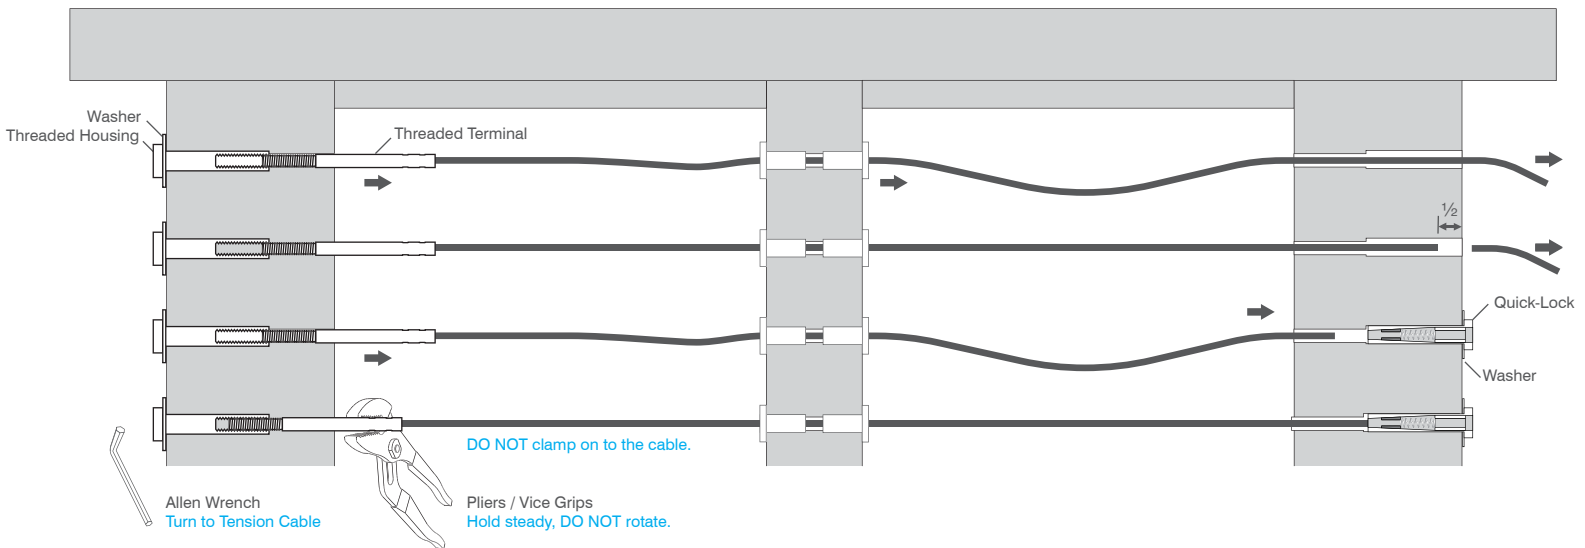 Washer
Threaded Housing
Threaded Terminal
½
Quick-Lock
Washer
DO NOT clamp on to the cable.
Allen Wrench
Turn to Tension Cable
Pliers / Vice Grips
Hold steady, DO NOT rotate.